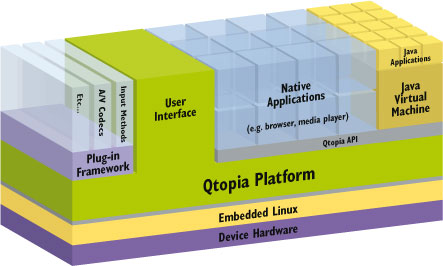 Etc...
A/V Codecs
Input Methods
Plug-in
Framework
User
Interface
Native
Applications
(e.g. browser, media player)
Qtopia API
Java
Applications
Java
Virtual
Machine
Qtopia Platform
Embedded Linux
Device Hardware